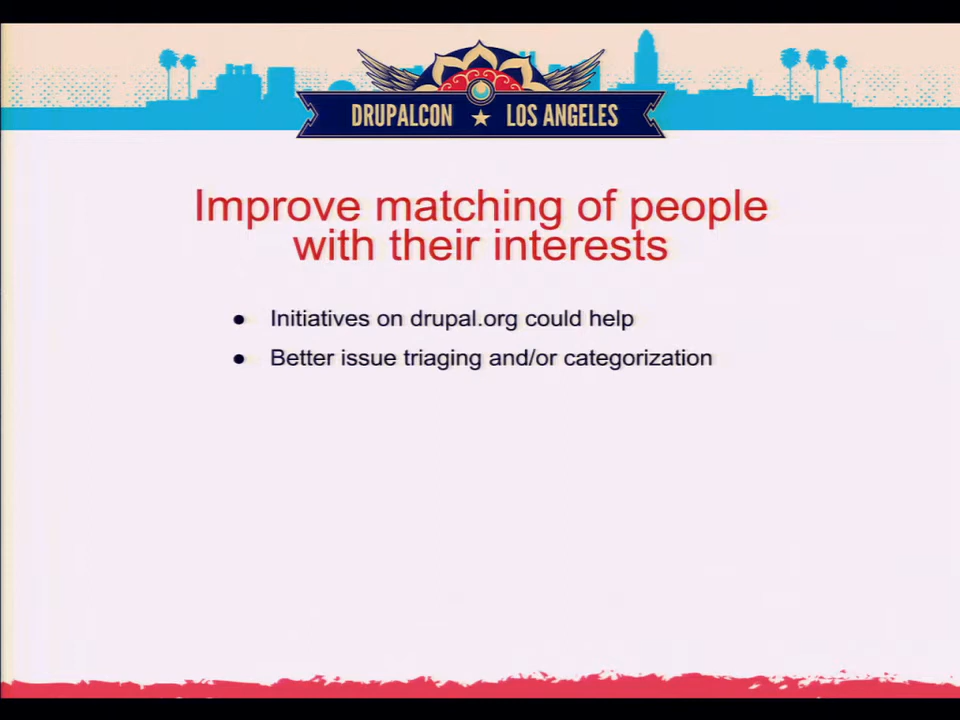 DRUPALCON ★ LOS ANGELES
Improve matching of people
with their interests
● Initiatives on drupal.org could help
● Better issue triaging and/or categorization